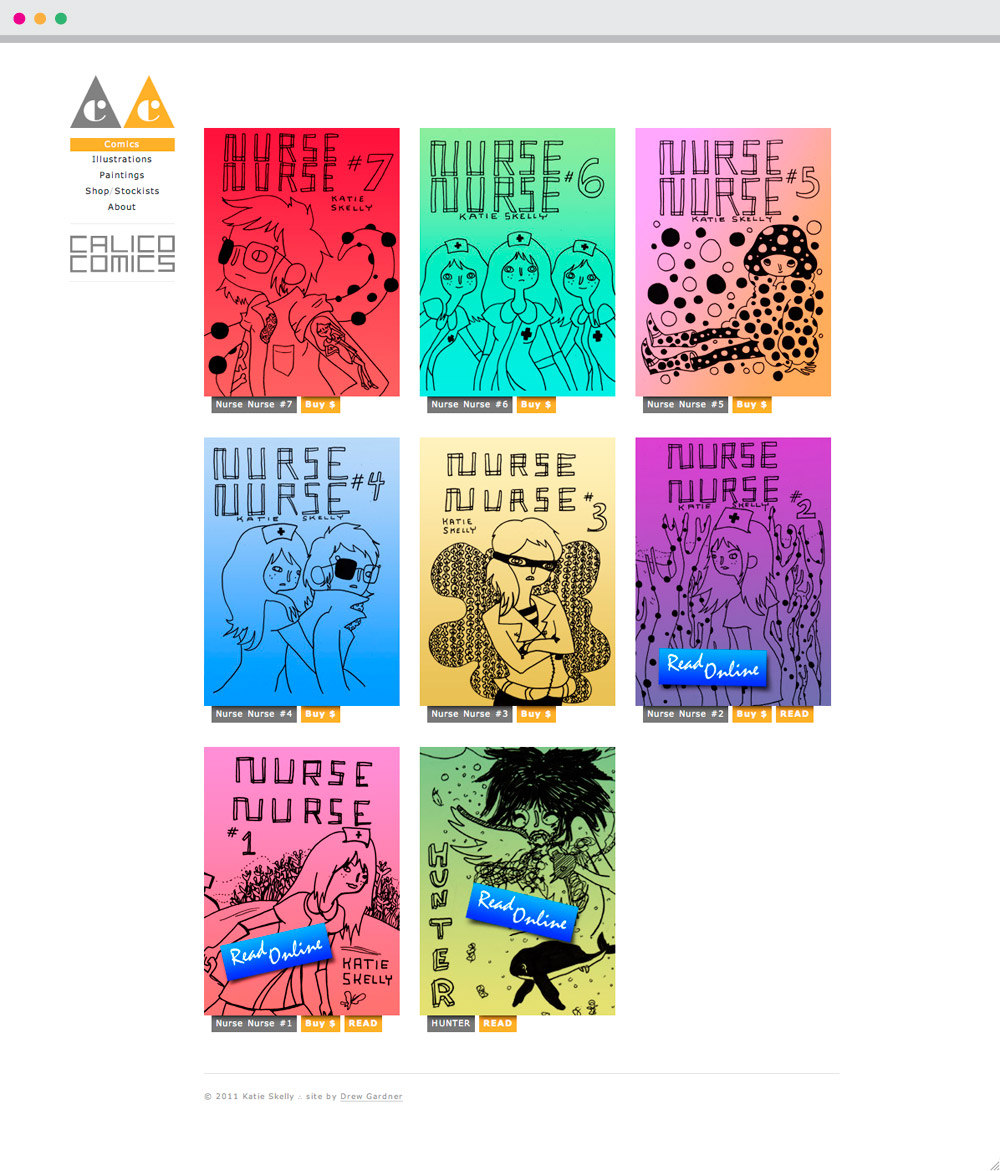 C C
Comics
Illustrations
Paintings
Shop/Stockists
About
CALICO
COMICS
NURSE
NURSE
#7
KATIE
SKELLY
Nurse Nurse #7 Buy $
NURSE
NURSE
#6
KATIE SKELLY
Nurse Nurse #6 Buy $
NURSE
NURSE
#5
KATIE SKELLY
Nurse Nurse #5 Buy $
NURSE
NURSE
#4
KATIE SKELLY
Nurse Nurse #4 Buy $
NURSE
NURSE
#3
KATIE
SKELLY
Nurse Nurse #3 Buy $
NURSE
NURSE
#2
KATIE SKELLY
Read Online
Nurse Nurse #2 Buy $ READ
NURSE
NURSE
#1
Read Online
KATIE
SKELLY
Nurse Nurse #1 Buy $ READ
HUNTER
Read Online
HUNTER READ
© 2011 Katie Skelly .: site by Drew Gardner